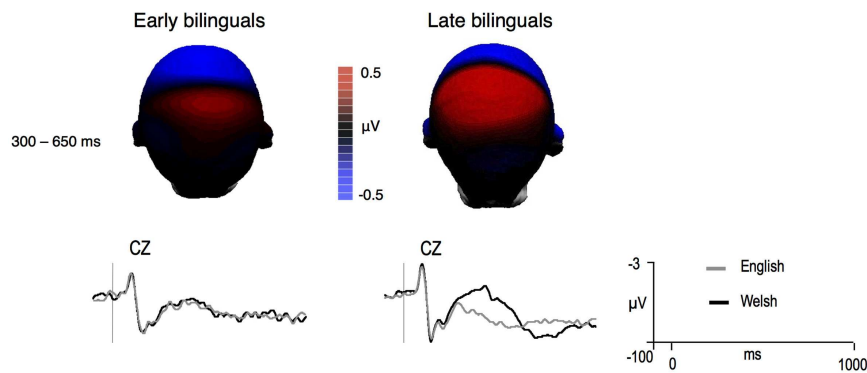 Early bilinguals
Late bilinguals
300 – 650 ms
0.5
µV
-0.5
CZ
CZ
-3
µV
-100
0
ms
1000
English
Welsh